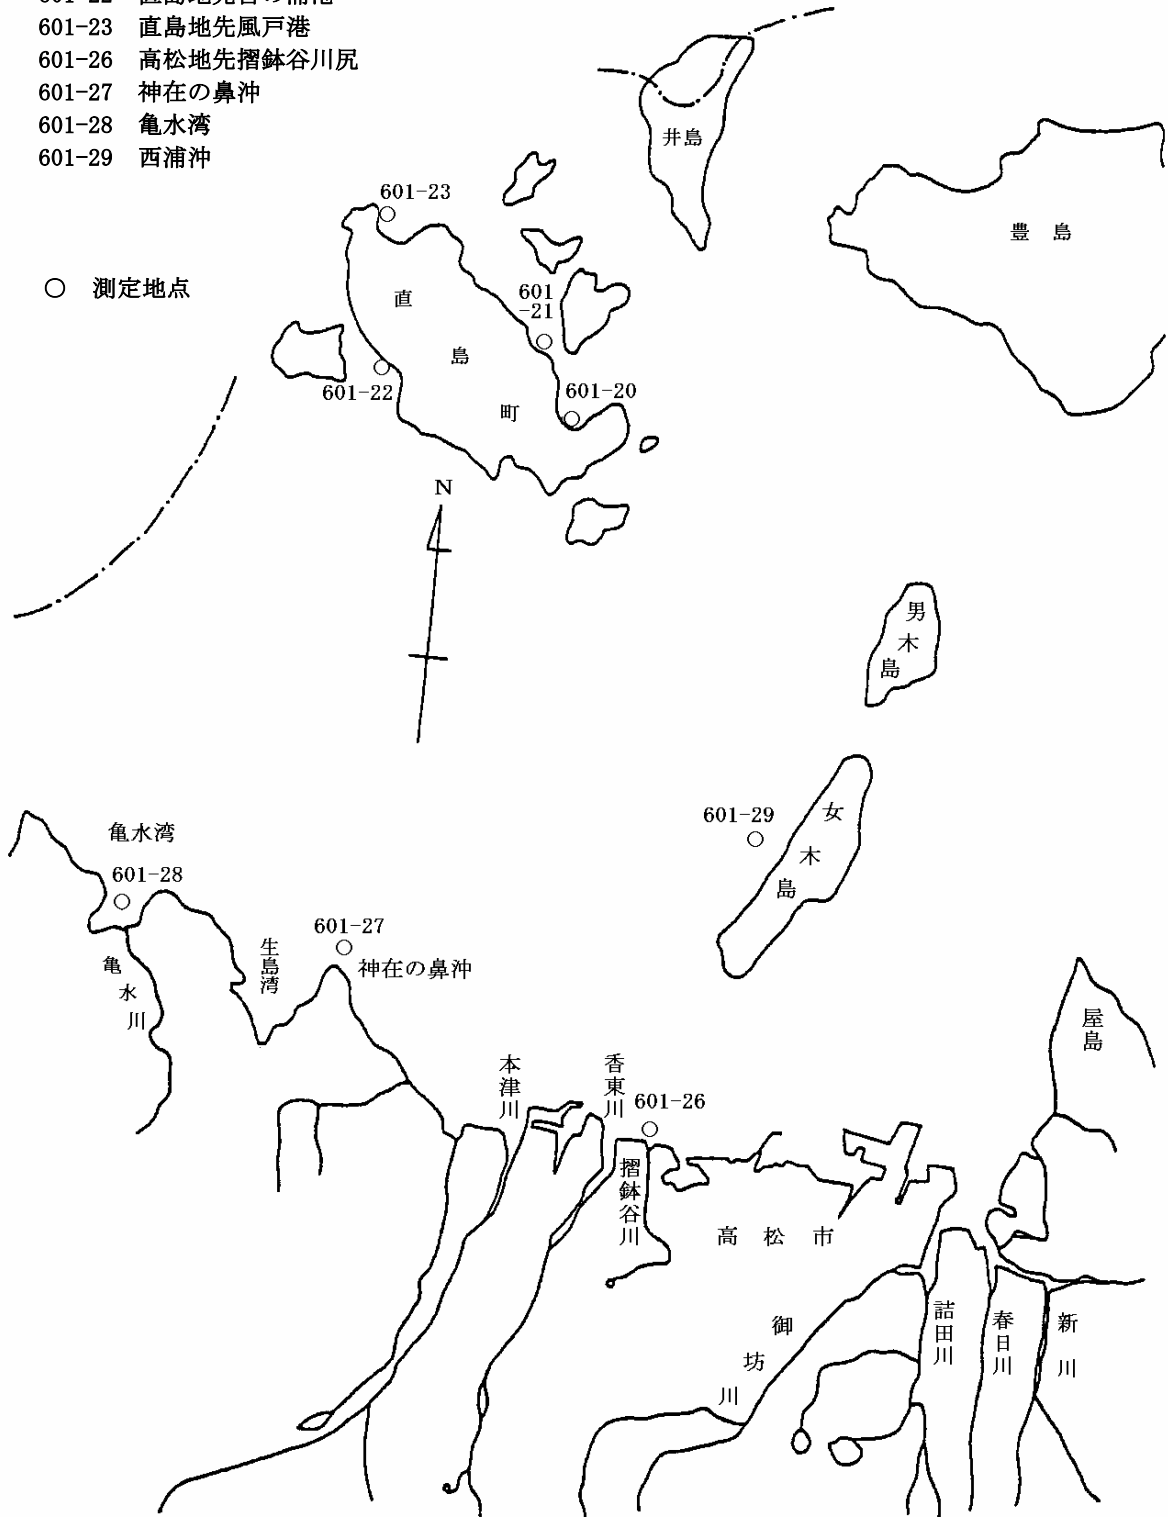 601-23 直島地先風戸港
601-26 高松地先摺鉢谷川尻
601-27 神在の鼻沖
601-28 亀水湾
601-29 西浦沖
○ 測定地点
井島
豊島
601-23
直島町
601
-21
601-22
601-20
N
男木島
女木島
601-29
亀水湾
601-28
亀水川
生島湾
601-27
神在の鼻沖
本津川
香東川
601-26
摺鉢谷川
高松市
屋島
御坊川
詰田川
春日川
新川